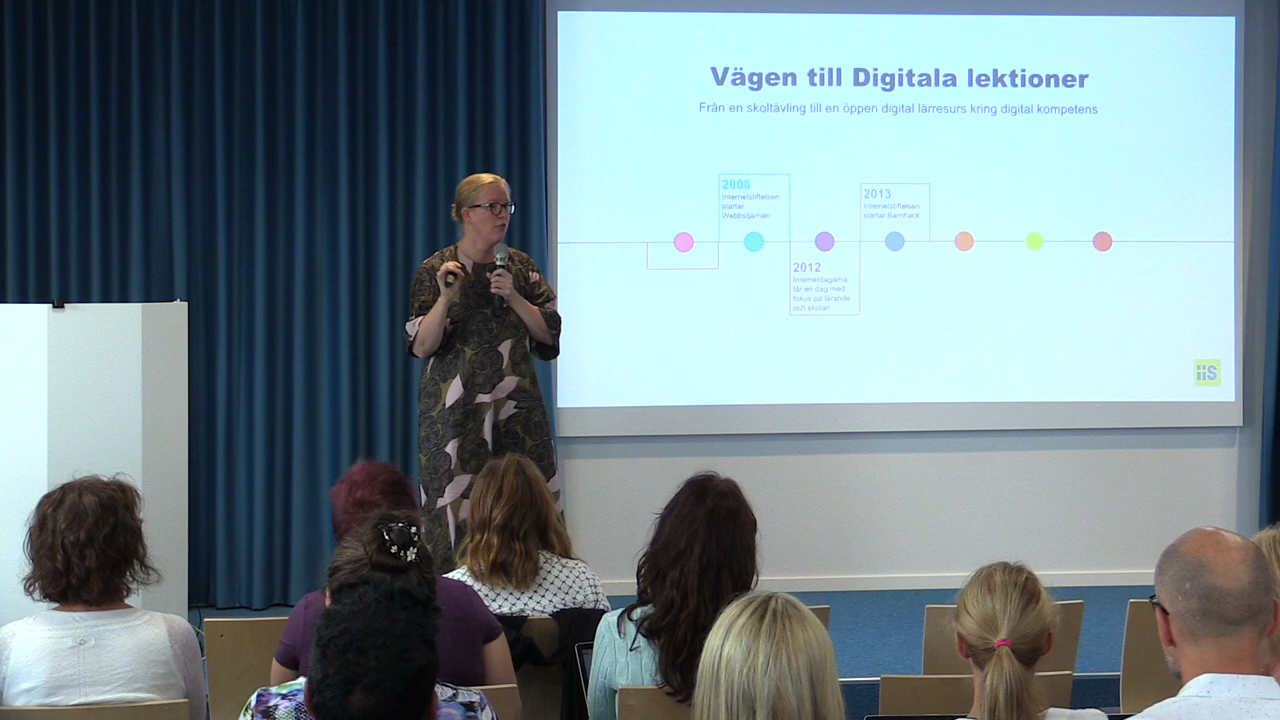 Vägen till Digitala lektioner
Från en skoltävling till en öppen digital lärresurs kring digital kompetens
2008
Internetstiftelsen
startar
Webbstjärnan
2013
Internetstiftelsen
startar Barnhack
2012
Internetdagarna
får en dag med
fokus på lärande
och skolan
iis